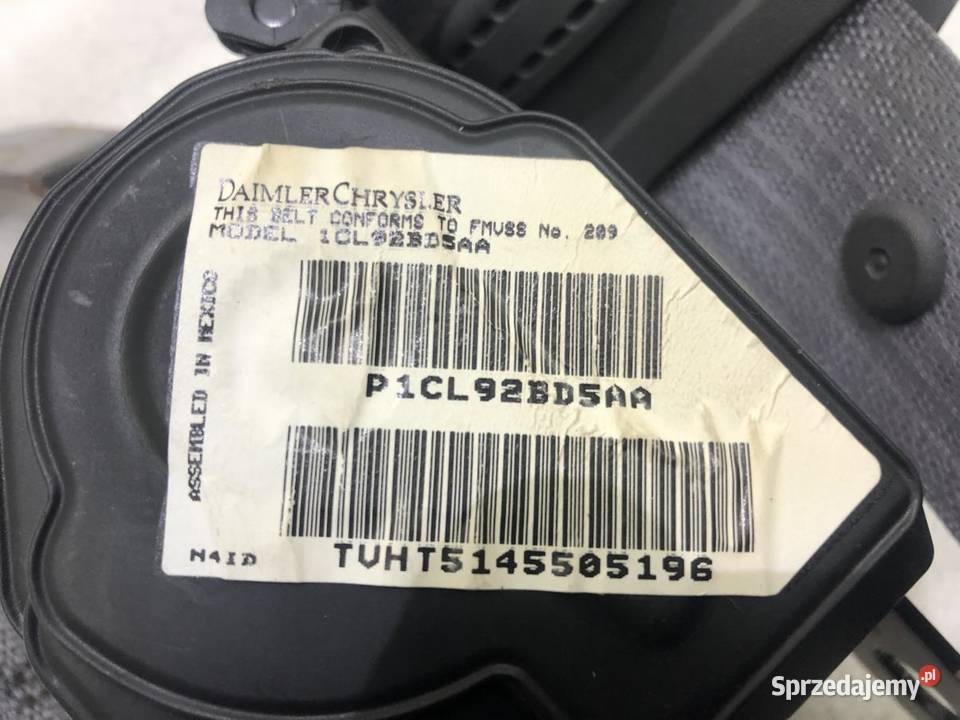 DAIMLERCHRYSLER
THIS BELT CONFORMS TO FMVSS No. 209
MODEL 1CL92BD5AA
ASSEMBLED IN MEXICO
P1CL92BD5AA
TVHT5145505196
N4ID
Sprzedajemy.pl